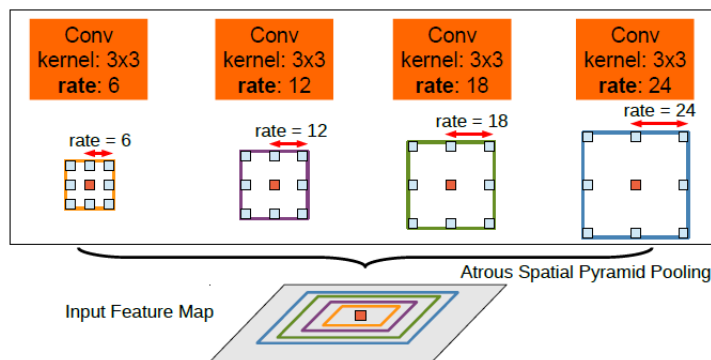 Conv
kernel: 3x3
rate: 6
Conv
kernel: 3x3
rate: 12
Conv
kernel: 3x3
rate: 18
Conv
kernel: 3x3
rate: 24
rate = 6
rate = 12
rate = 18
rate = 24
Atrous Spatial Pyramid Pooling
Input Feature Map